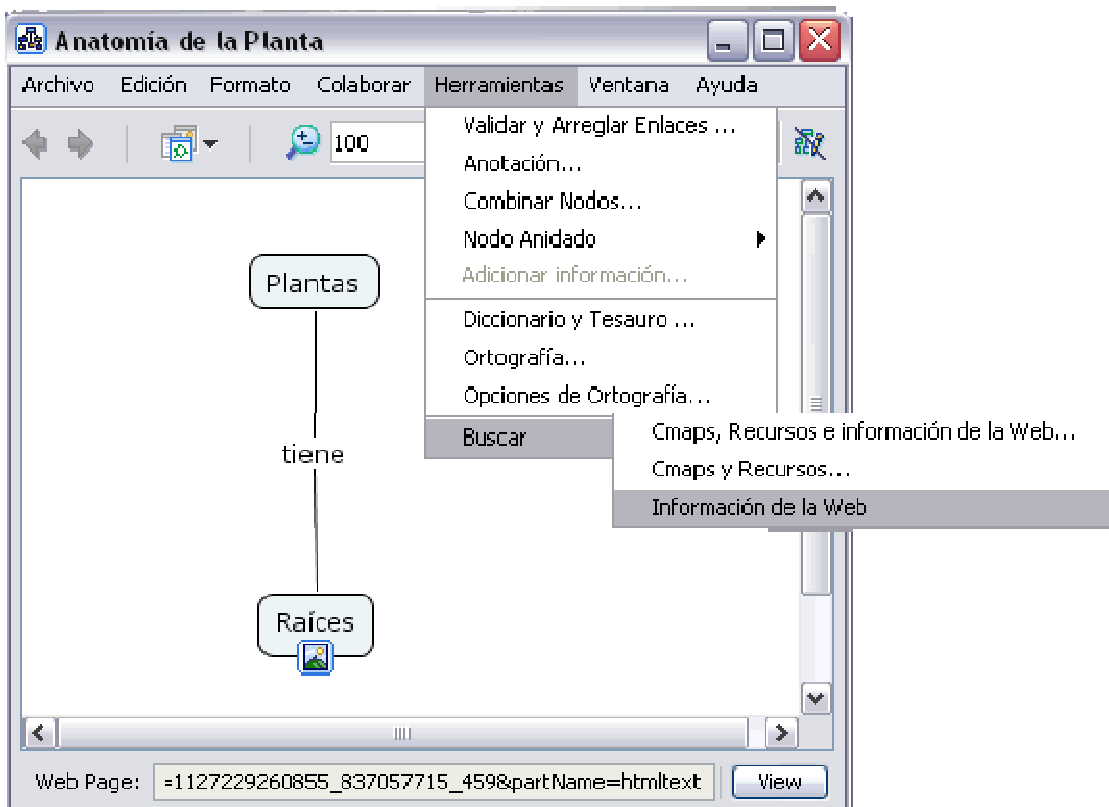 Anatomía de la Planta
Archivo Edición Formato Colaborar Herramientas Ventana Ayuda
100
Validar y Arreglar Enlaces ...
Anotación...
Combinar Nodos...
Nodo Anidado
Adicionar información...
Diccionario y Tesauro ...
Ortografía...
Opciones de Ortografía...
Buscar
Cmaps, Recursos e información de la Web...
Cmaps y Recursos...
Información de la Web
Plantas
tiene
Raíces
Web Page: =1127229260855_837057715_459&partName=htmltext View